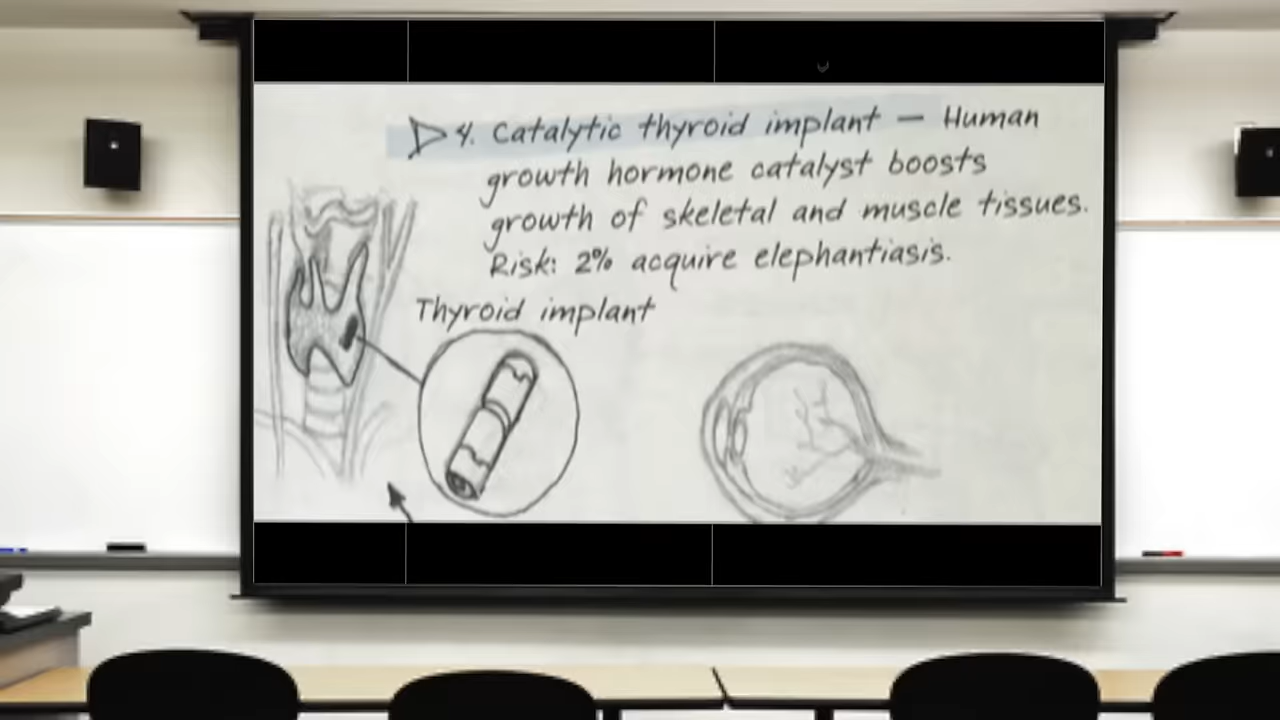 4. Catalytic thyroid implant — Human
growth hormone catalyst boosts
growth of skeletal and muscle tissues.
Risk: 2% acquire elephantiasis.
Thyroid implant